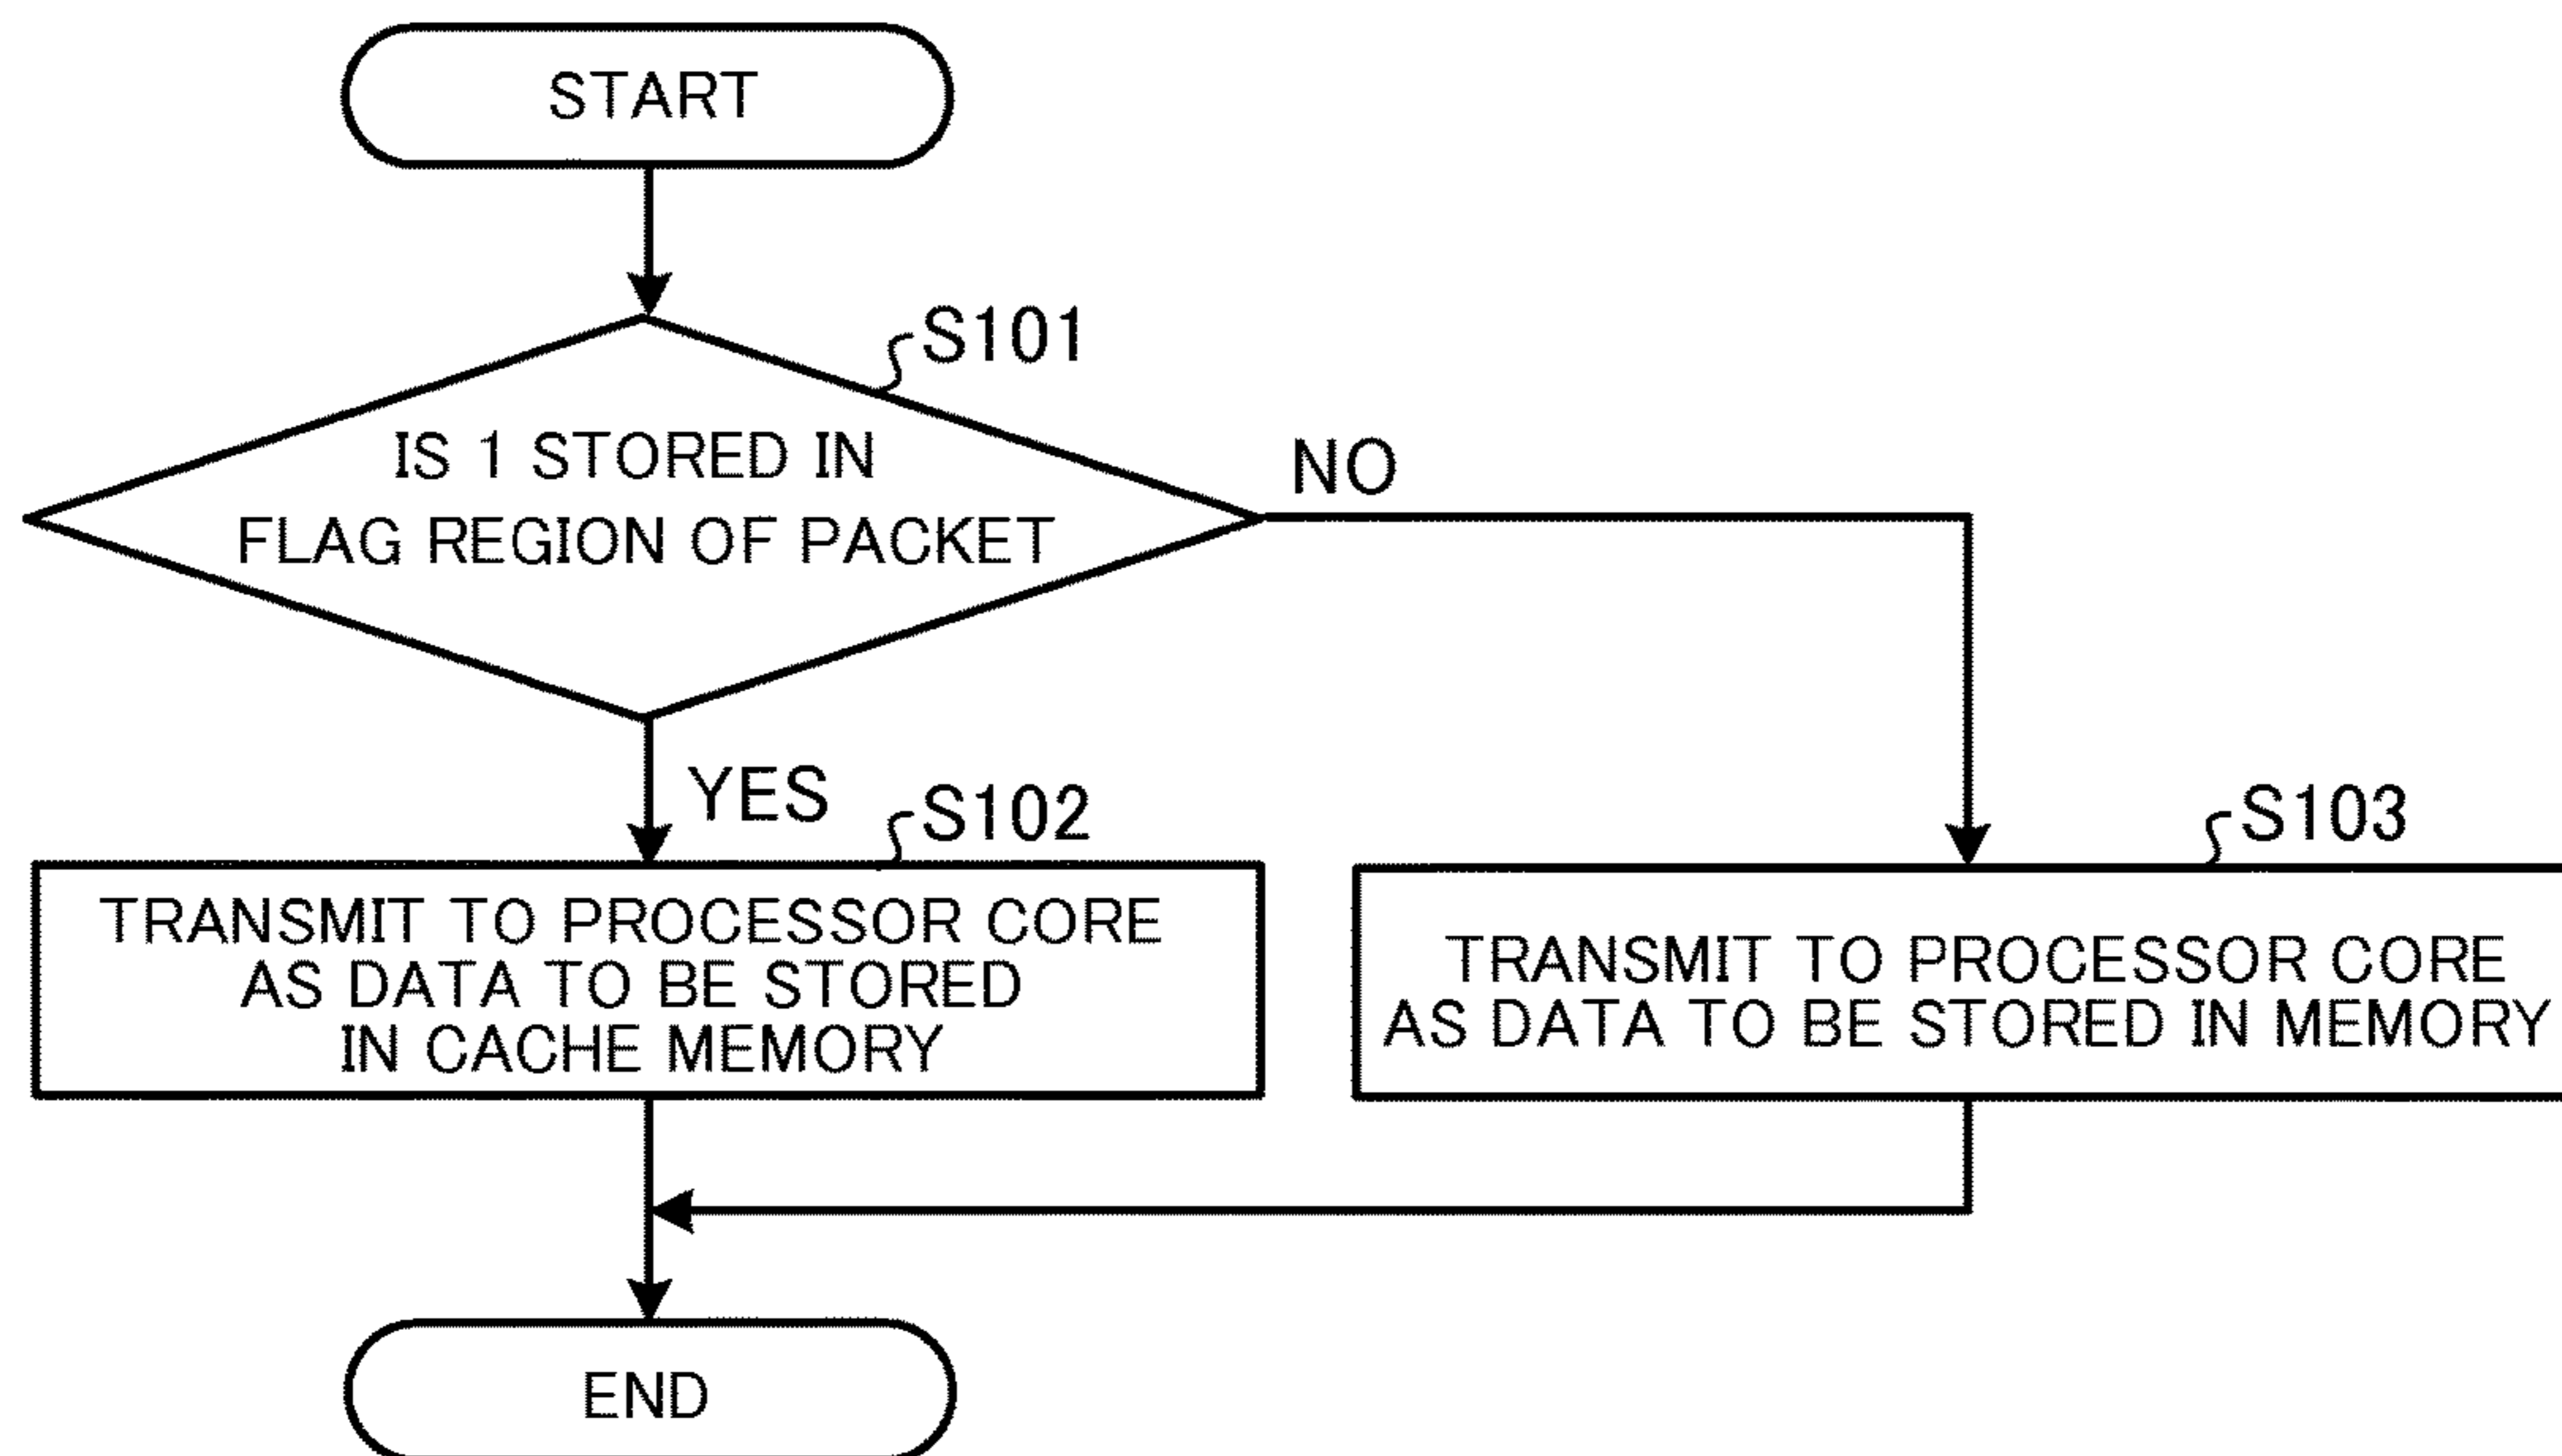 START
S101
IS 1 STORED IN
FLAG REGION OF PACKET
NO
YES
S102
TRANSMIT TO PROCESSOR CORE
AS DATA TO BE STORED
IN CACHE MEMORY
S103
TRANSMIT TO PROCESSOR CORE
AS DATA TO BE STORED IN MEMORY
END